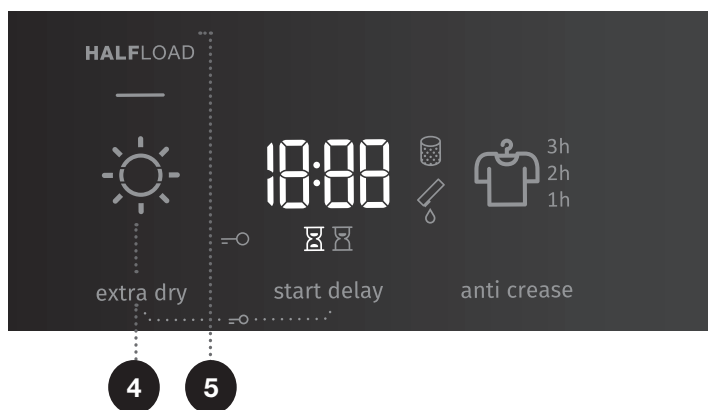 HALFLOAD
18:88
3h
2h
1h
extra dry
start delay
anti crease
4
5